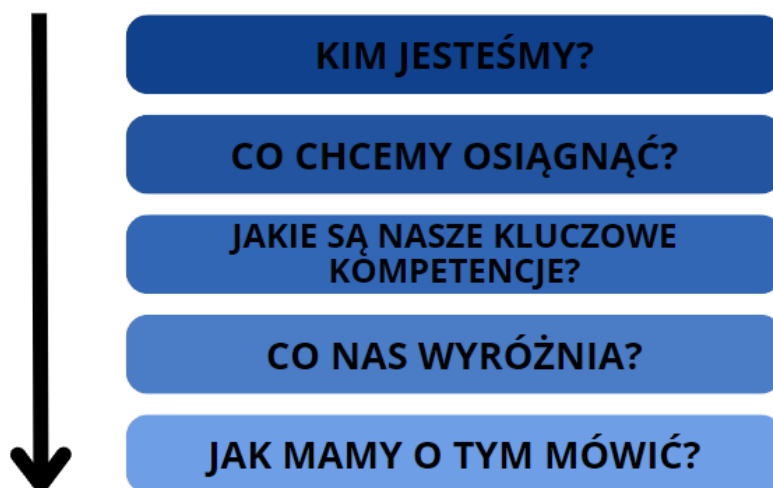 KIM JESTEŚMY?
CO CHCEMY OSIĄGNĄĆ?
JAKIE SĄ NASZE KLUCZOWE
KOMPETENCJE?
CO NAS WYRÓŻNIA?
JAK MAMY O TYM MÓWIĆ?